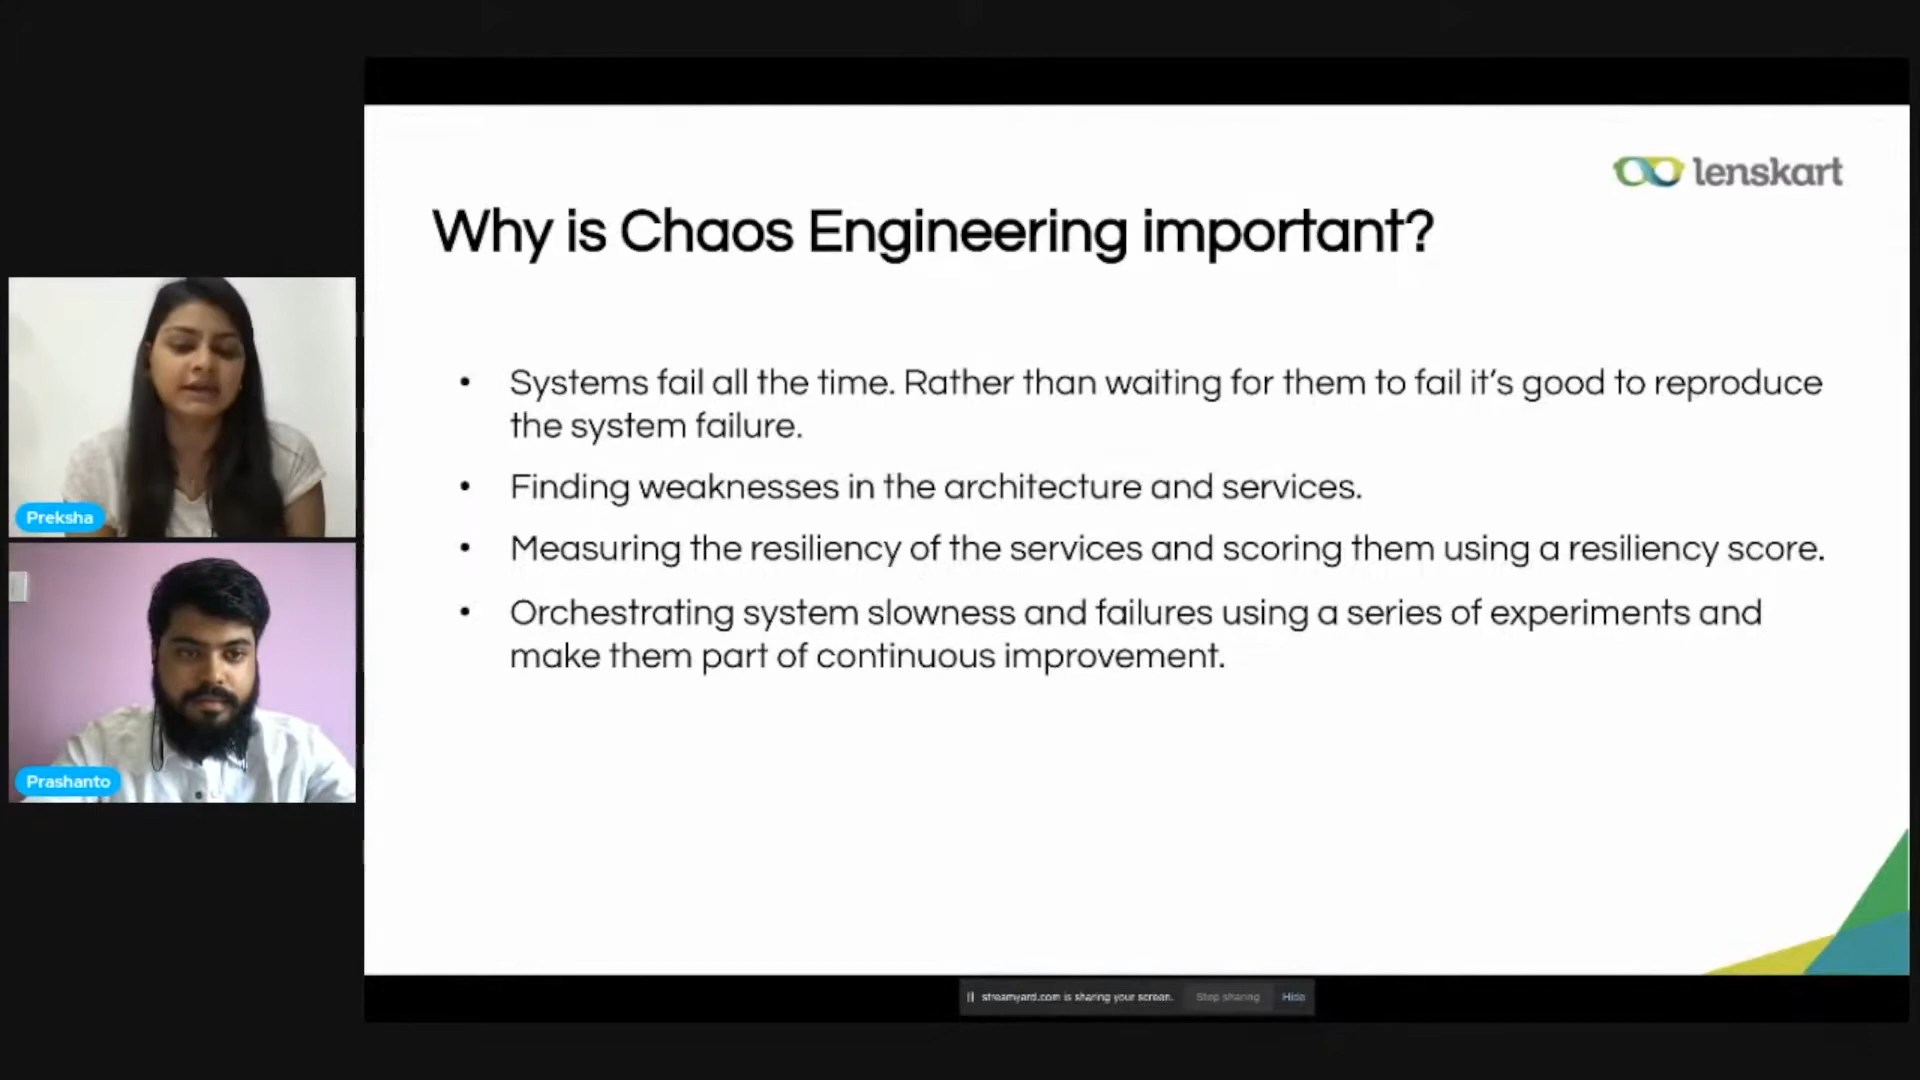 lenskart
Why is Chaos Engineering important?
• Systems fail all the time. Rather than waiting for them to fail it's good to reproduce
the system failure.
• Finding weaknesses in the architecture and services.
• Measuring the resiliency of the services and scoring them using a resiliency score.
• Orchestrating system slowness and failures using a series of experiments and
make them part of continuous improvement.
Preksha
Prashanto
streamyard.com is sharing your screen. Stop sharing Hide